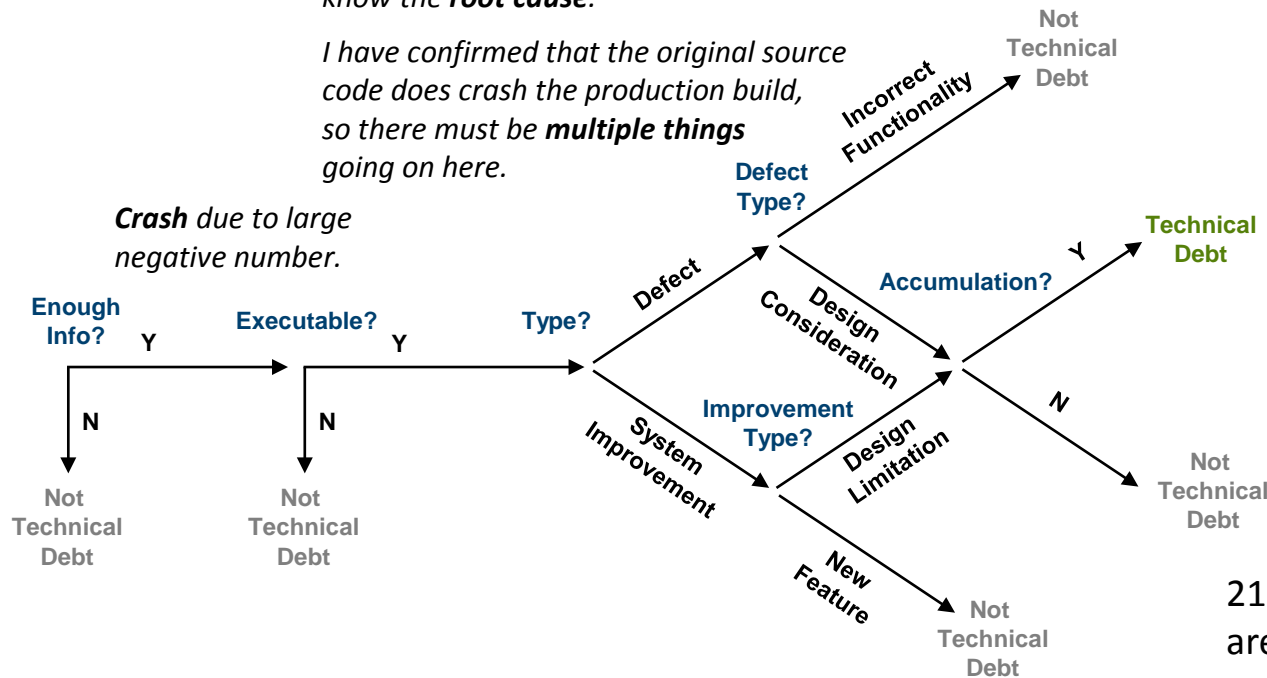 know the root cause.
I have confirmed that the original source
code does crash the production build,
so there must be multiple things
going on here.
Crash due to large
negative number.
Enough
Info?
Y
N
Not
Technical
Debt
Executable?
Y
N
Not
Technical
Debt
Type?
Defect
System
Improvement
Defect
Type?
Incorrect
Functionality
Not
Technical
Debt
Design
Consideration
Improvement
Type?
Design
Limitation
New
Feature
Not
Technical
Debt
Accumulation?
Y
Technical
Debt
N
Not
Technical
Debt
21
are